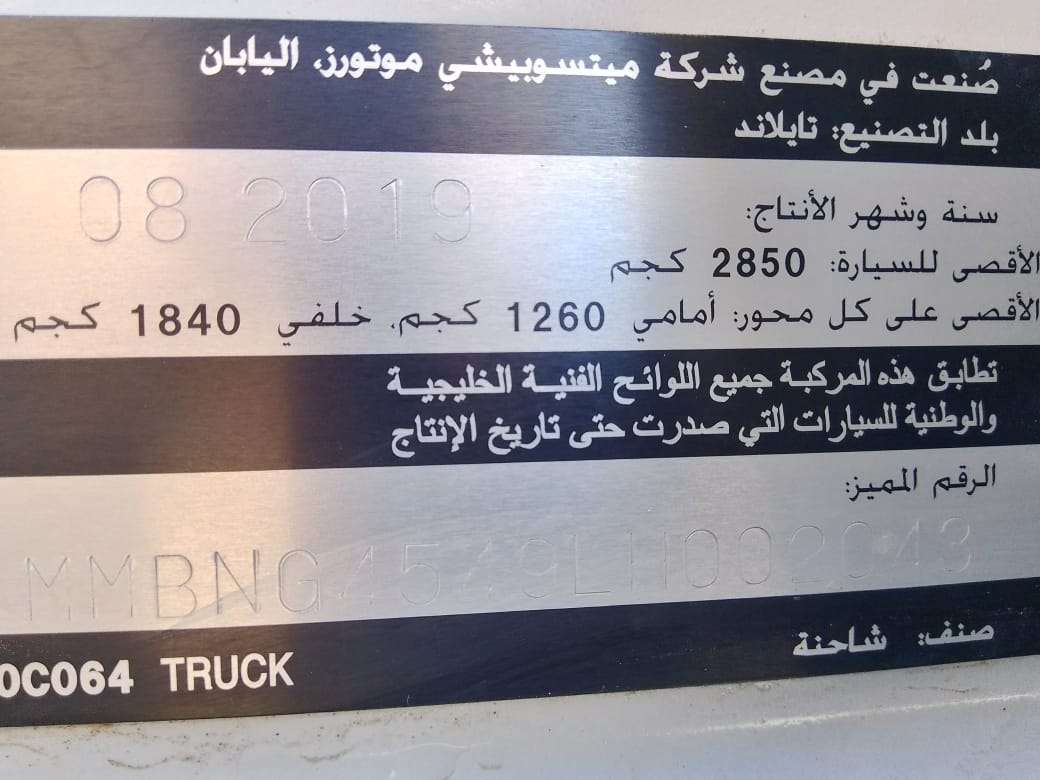 صُنعت في مصنع شركة ميتسوبيشي موتورز، اليابان
بلد التصنيع: تايلاند
سنة وشهر الأنتاج: 08 2019
الأقصى للسيارة: 2850 كجم
الأقصى على كل محور: أمامي 1260 كجم. خلفي 1840 كجم
تطابق هذه المركبة جميع اللوائح الفنية الخليجية
والوطنية للسيارات التي صدرت حتى تاريخ الإنتاج
الرقم المميز:
MMBNG4549LH002043
صنف: شاحنة
0C064 TRUCK